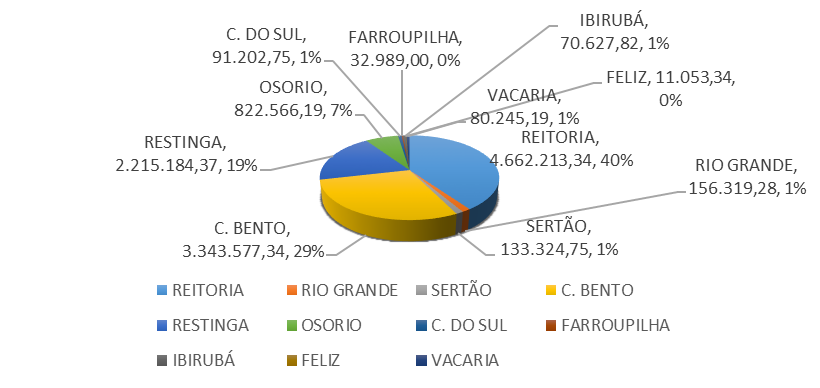 IBIRUBÁ,
70.627,82, 1%
C. DO SUL,
91.202,75, 1%
FARROUPILHA,
32.989,00, 0%
FELIZ, 11.053,34,
0%
OSORIO,
822.566,19, 7%
VACARIA,
80.245,19, 1%
RESTINGA,
2.215.184,37, 19%
REITORIA,
4.662.213,34, 40%
RIO GRANDE,
156.319,28, 1%
C. BENTO,
3.343.577,34, 29%
SERTÃO,
133.324,75, 1%
REITORIA
RIO GRANDE
SERTÃO
C. BENTO
RESTINGA
OSORIO
C. DO SUL
FARROUPILHA
IBIRUBÁ
FELIZ
VACARIA